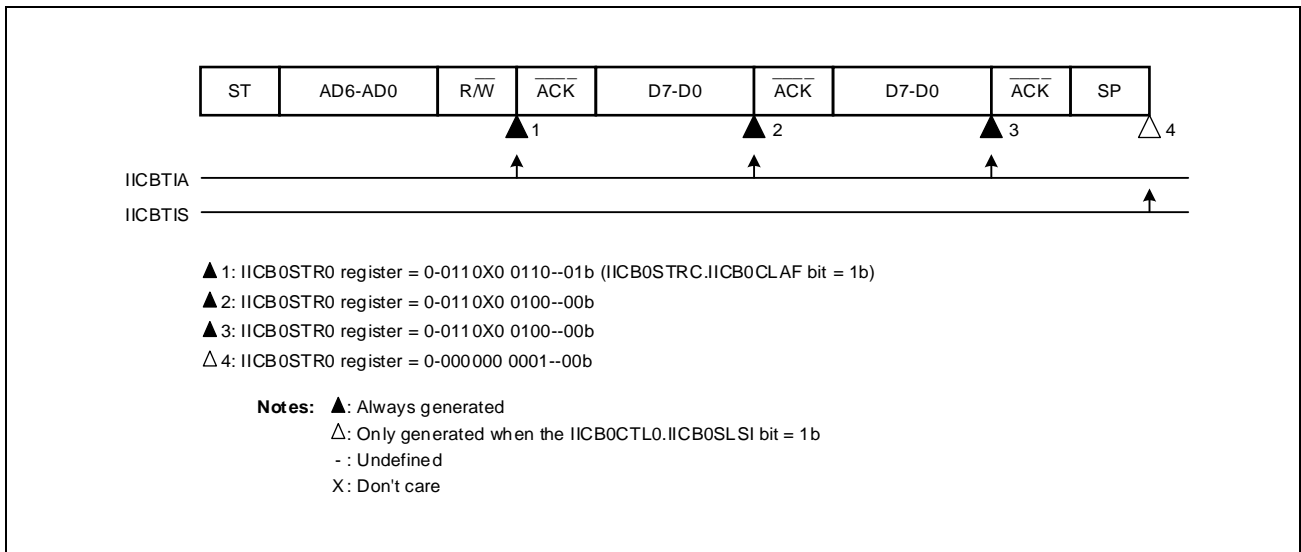 ST AD6-AD0 R/W ACK D7-D0 ACK D7-D0 ACK SP
▲1 ▲2 ▲3 △4
IICBTIA
IICBTIS
▲1: IICB0STR0 register = 0-0110X0 0110--01b (IICB0STRC.IICB0CLAF bit = 1b)
▲2: IICB0STR0 register = 0-0110X0 0100--00b
▲3: IICB0STR0 register = 0-0110X0 0100--00b
△4: IICB0STR0 register = 0-000000 0001--00b
Notes: ▲: Always generated
△: Only generated when the IICB0CTL0.IICB0SLSI bit = 1b
- : Undefined
X: Don't care